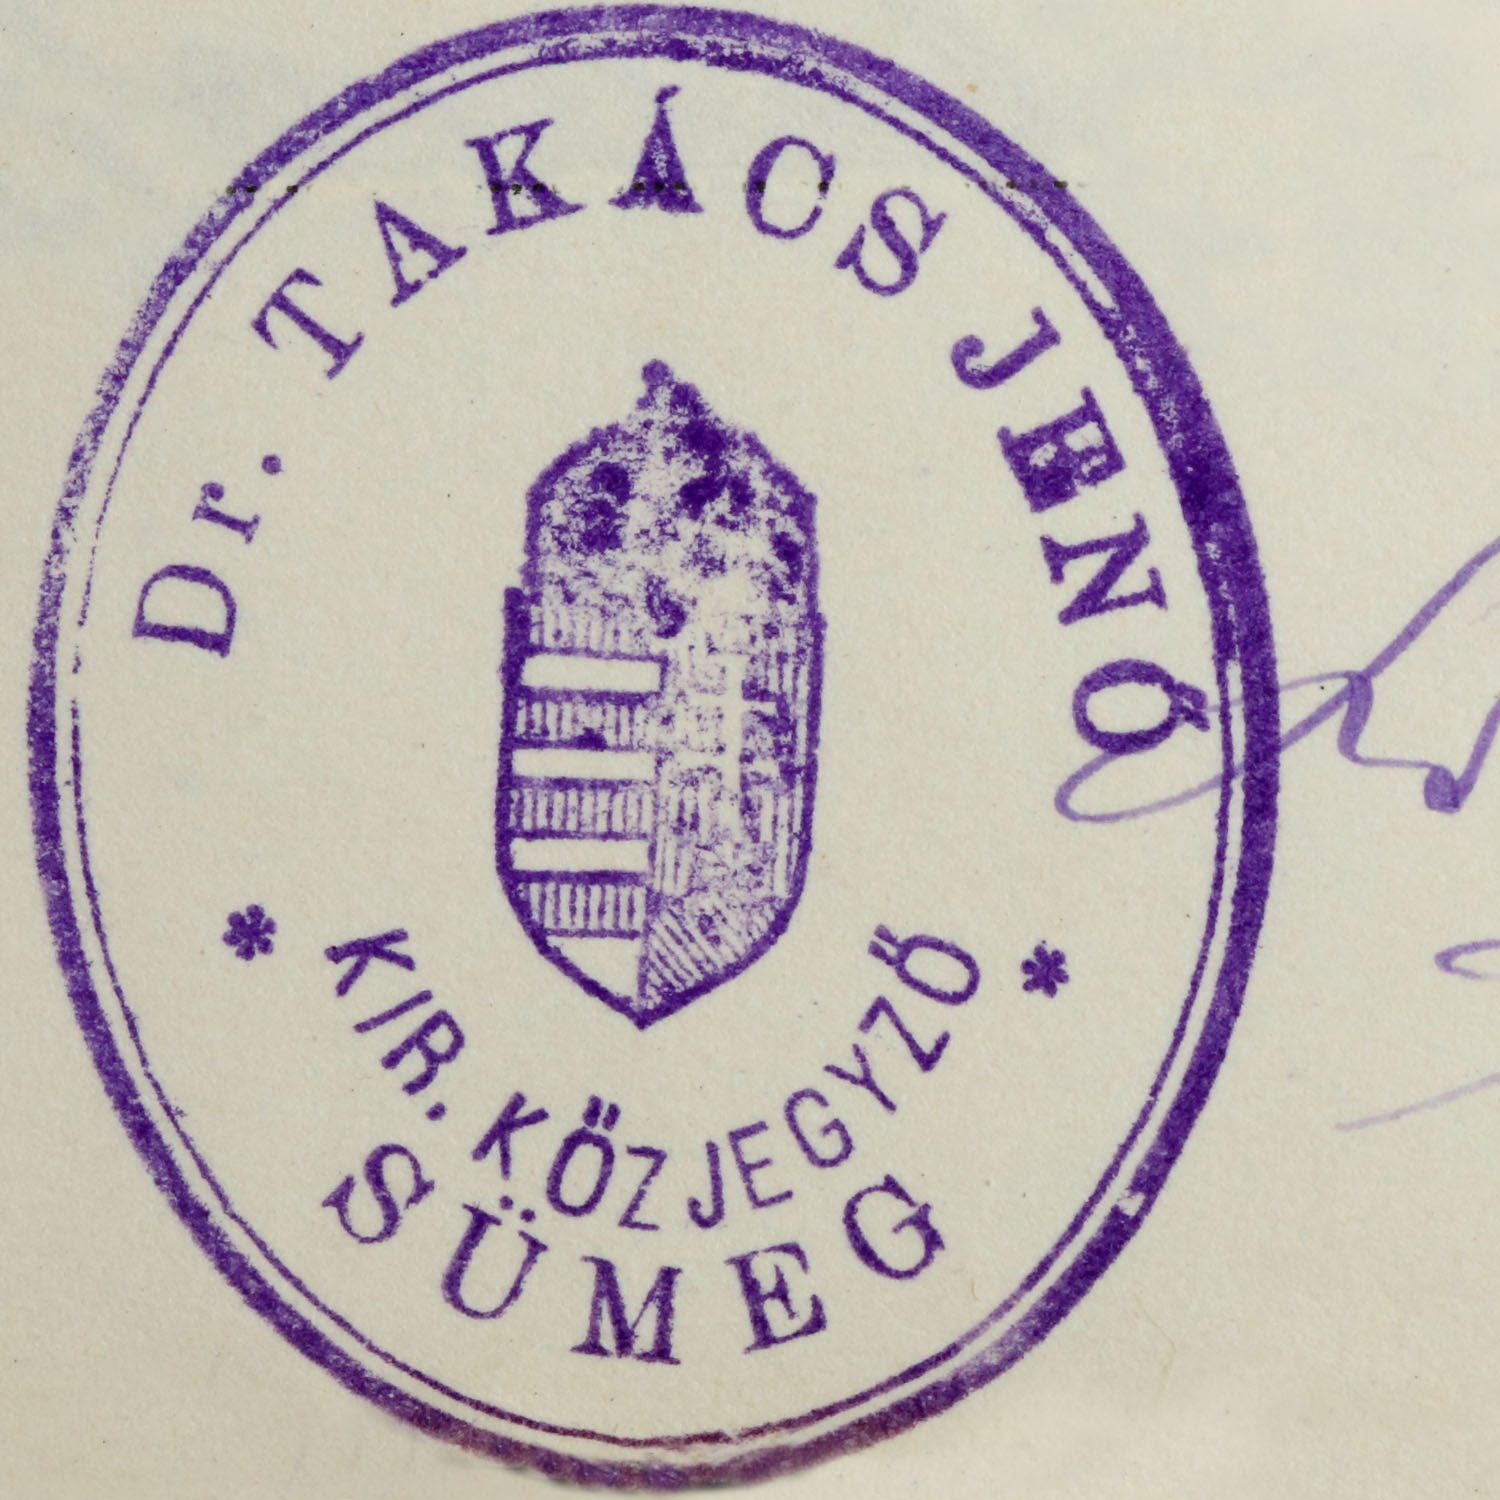 Dr. TAKÁCS JENŐ
* KIR. KÖZJEGYZŐ *
SÜMEG